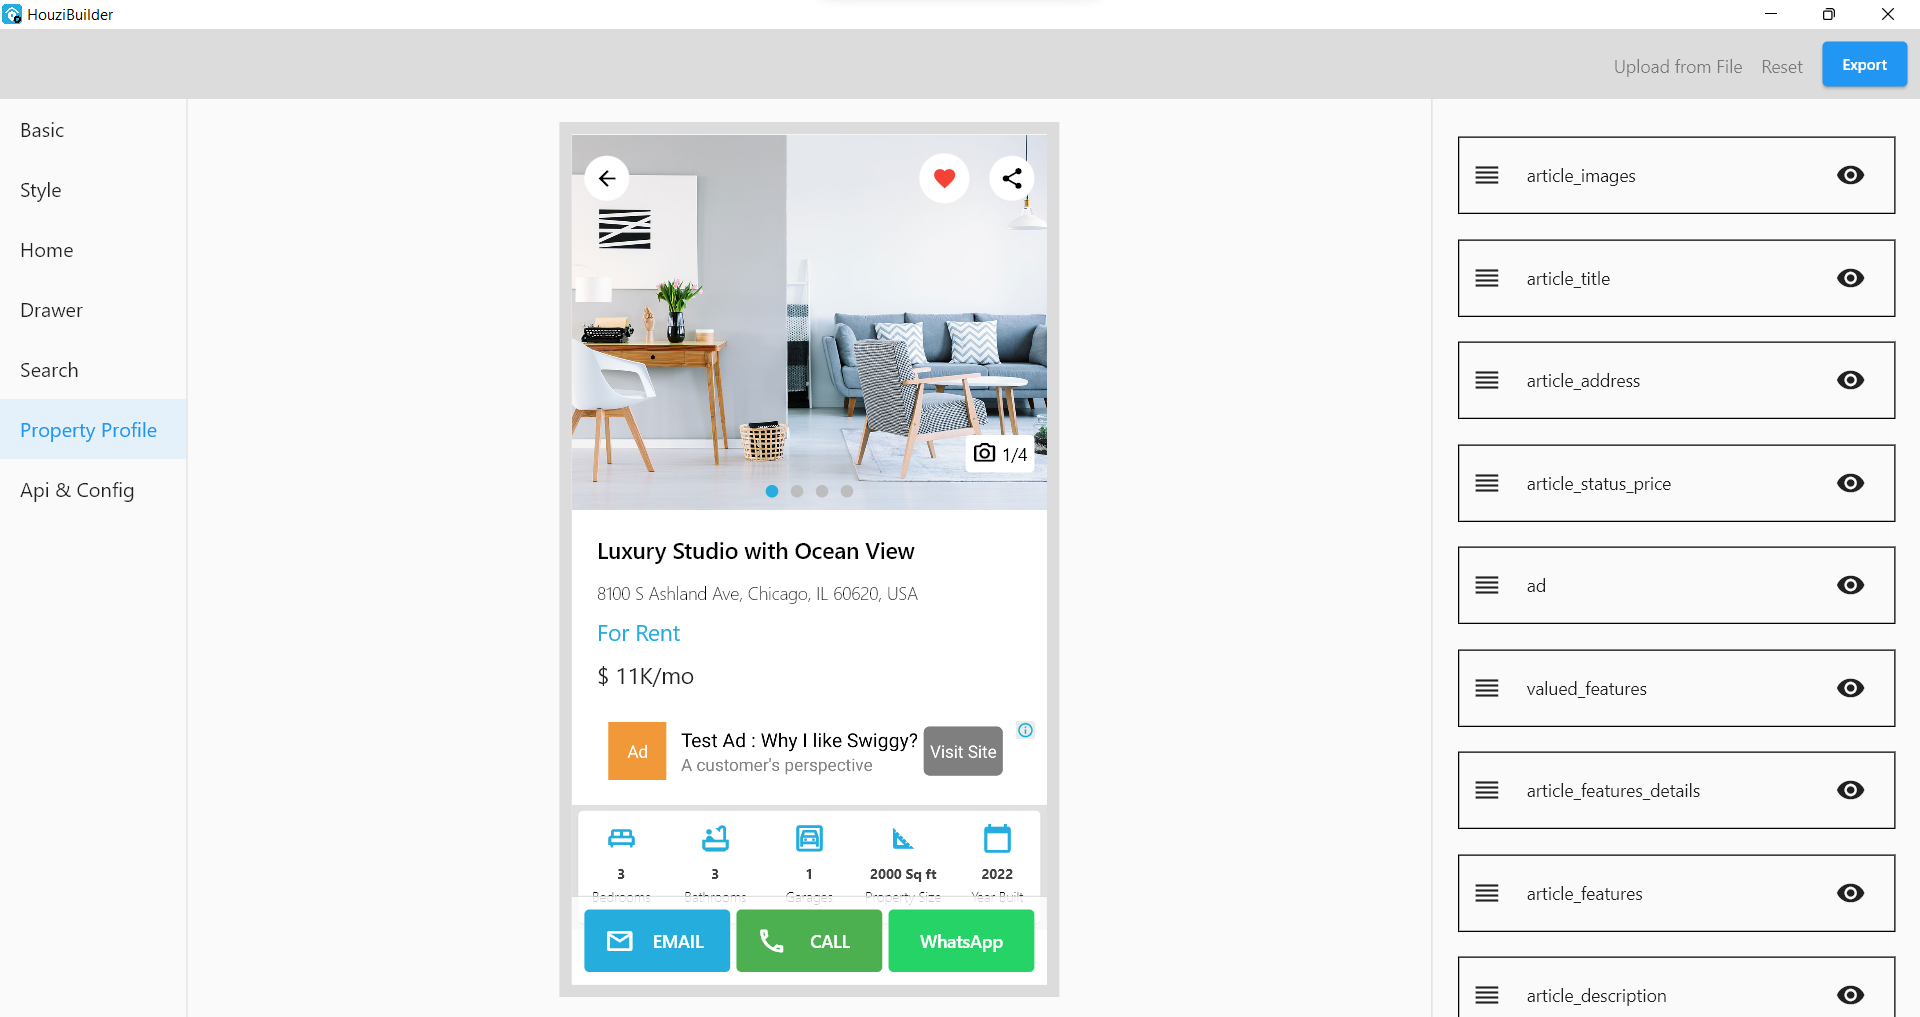 HouziBuilder
Upload from File
Reset
Export
Basic
Style
Home
Drawer
Search
Property Profile
Api & Config
1/4
Luxury Studio with Ocean View
8100 S Ashland Ave, Chicago, IL 60620, USA
For Rent
$ 11K/mo
Ad
Test Ad : Why I like Swiggy?
A customer's perspective
Visit Site
3
3
1
2000 Sq ft
2022
Bedrooms
Bathrooms
Garages
Property Size
Year Built
EMAIL
CALL
WhatsApp
article_images
article_title
article_address
article_status_price
ad
valued_features
article_features_details
article_features
article_description